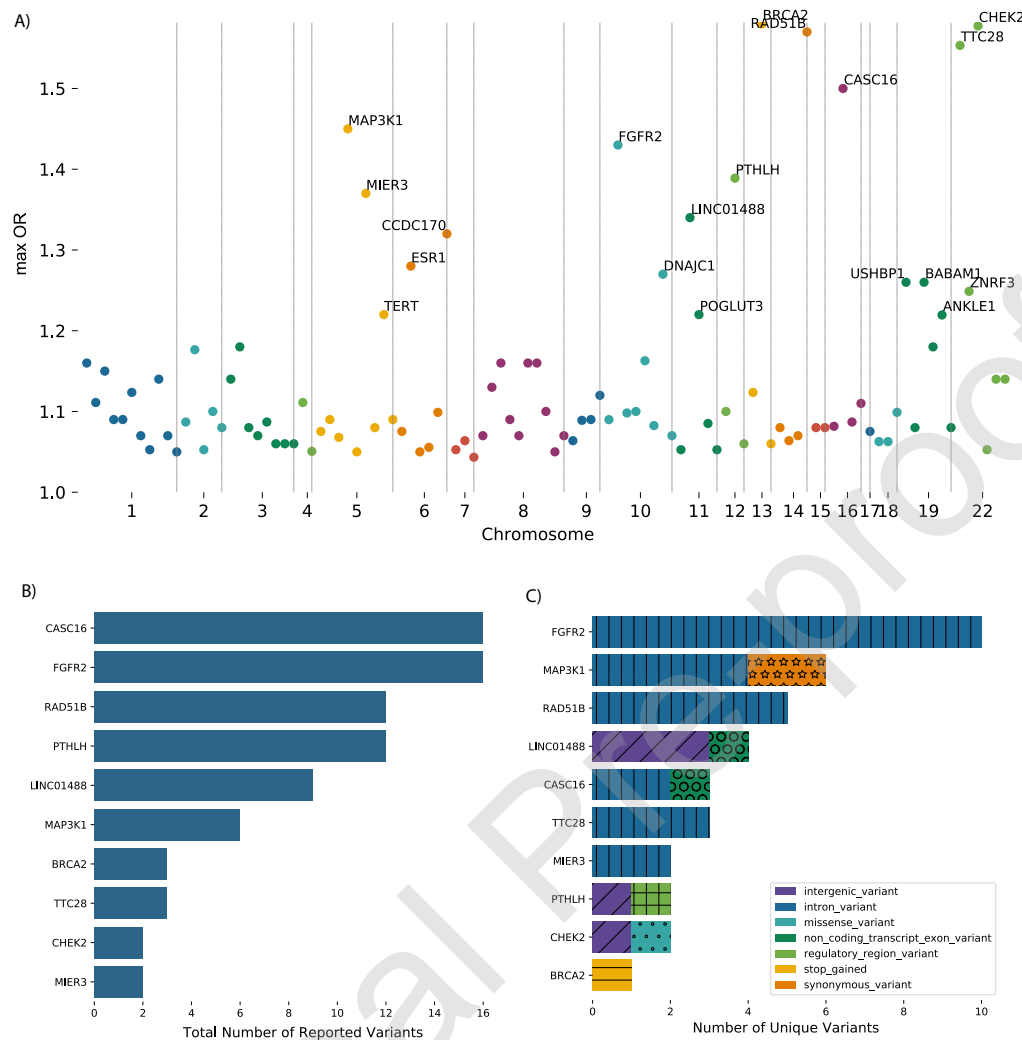 A)
BRCA2
RAD51B
CHEK2
TTC28
CASC16
MAP3K1
FGFR2
PTHLH
MIER3
LINC01488
CCDC170
ESR1
DNAJC1
USHBP1
BABAM1
ZNRF3
TERT
POGLUT3
ANKLE1
max OR
1.5
1.4
1.3
1.2
1.1
1.0
1 2 3 4 5 6 7 8 9 10 11 12 13 14 15 16 17 18 19 22
Chromosome
B)
CASC16
FGFR2
RAD51B
PTHLH
LINC01488
MAP3K1
BRCA2
TTC28
CHEK2
MIER3
0 2 4 6 8 10 12 14 16
Total Number of Reported Variants
C)
FGFR2
MAP3K1
RAD51B
LINC01488
CASC16
TTC28
MIER3
PTHLH
CHEK2
BRCA2
intergenic_variant
intron_variant
missense_variant
non_coding_transcript_exon_variant
regulatory_region_variant
stop_gained
synonymous_variant
0 2 4 6 8 10
Number of Unique Variants
al Pre-proof